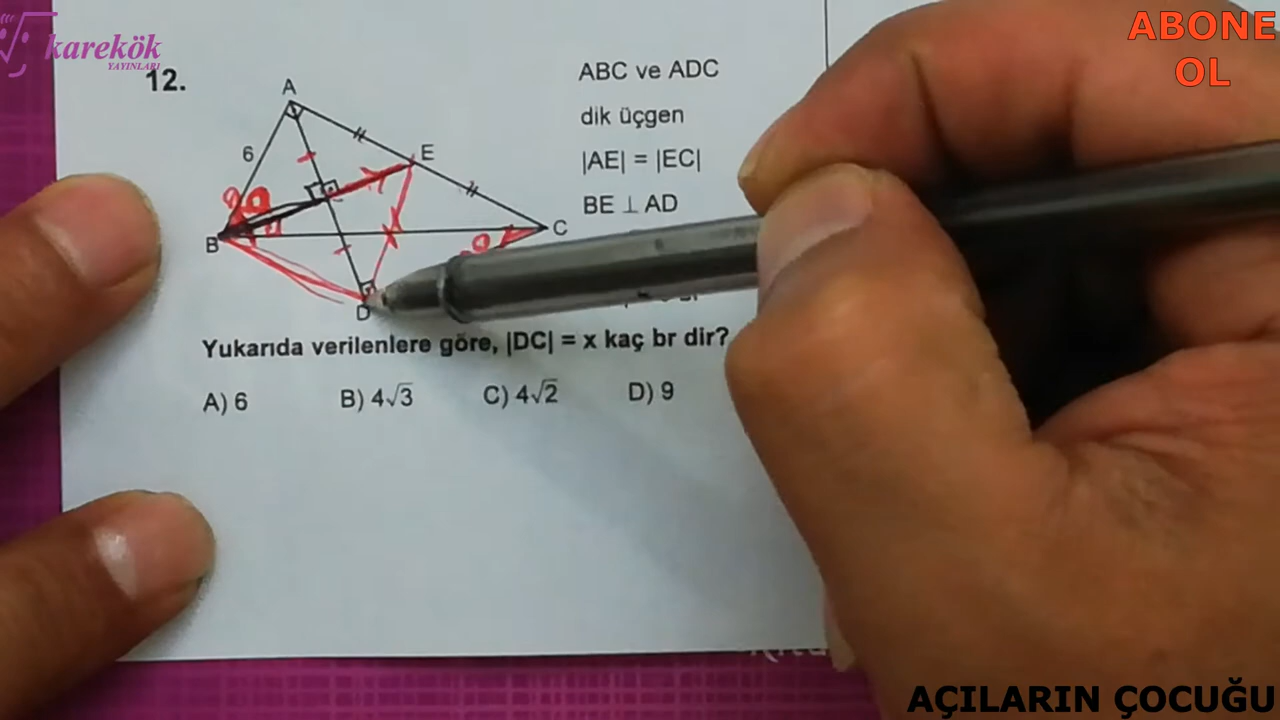 ABONE
OL
karekök
YAYINLARI
12.
A
6
E
B
C
D
ABC ve ADC
dik üçgen
|AE| = |EC|
BE ⊥ AD
Yukarıda verilenlere göre, |DC| = x kaç br dir?
A) 6 B) 4√3 C) 4√2 D) 9
AÇILARIN ÇOCUĞU